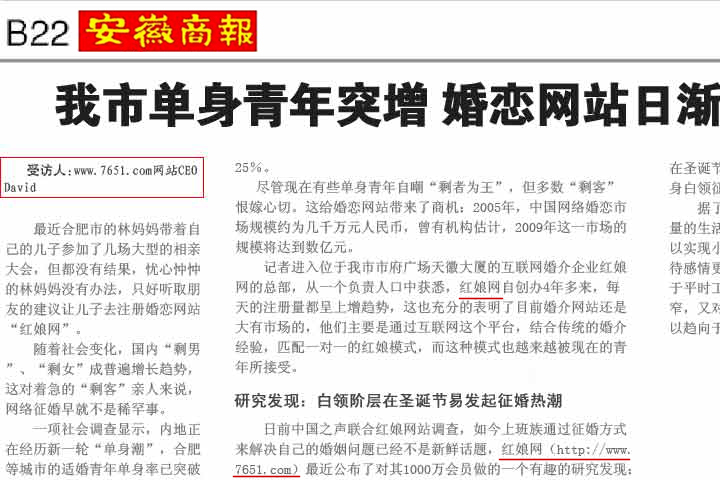 B22 安徽商報
我市单身青年突增 婚恋网站日渐
受访人：www.7651.com网站CEO
David
最近合肥市的林妈妈带着自
己的儿子参加了几场大型的相亲
大会，但都没有结果，忧心忡忡
的林妈妈没有办法，只好听取朋
友的建议让儿子去注册婚恋网站
“红娘网”。
随着社会变化，国内“剩男
”、“剩女”成普遍增长趋势，
这对着急的“剩客”亲人来说，
网络征婚早就不是稀罕事。
一项社会调查显示，内地正
在经历新一轮“单身潮”，合肥
等城市的适婚青年单身率已突破
25%。
尽管现在有些单身青年自嘲“剩者为王”，但多数“剩客”
恨嫁心切。这给婚恋网站带来了商机：2005年，中国网络婚恋市
场规模约为几千万元人民币，曾有机构估计，2009年这一市场的
规模将达到数亿元。
记者进入位于我市市府广场天徽大厦的互联网婚介企业红娘
网的总部，从一个负责人口中获悉，红娘网自创办4年多来，每
天的注册量都呈上增趋势，这也充分的表明了目前婚介网站还是
大有市场的，他们主要是通过互联网这个平台，结合传统的婚介
经验，匹配一对一的红娘模式，而这种模式也越来越被现在的青
年所接受。
研究发现：白领阶层在圣诞节易发起征婚热潮
日前中国之声联合红娘网站调查，如今上班族通过征婚方式
来解决自己的婚姻问题已经不是新鲜话题，红娘网（http://www.
7651.com）最近公布了对其1000万会员做的一个有趣的研究发现：
在圣诞节
身白领征
据了
量的生活
以实现小
待感情更
于平时工
窄，又对
以趋向于